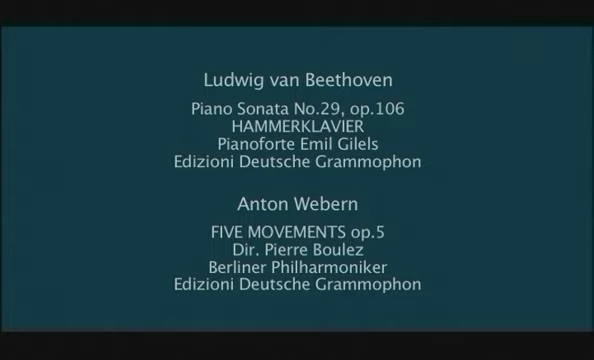 Ludwig van Beethoven
Piano Sonata No.29, op.106
HAMMERKLAVIER
Pianoforte Emil Gilels
Edizioni Deutsche Grammophon
Anton Webern
FIVE MOVEMENTS op.5
Dir. Pierre Boulez
Berliner Philharmoniker
Edizioni Deutsche Grammophon